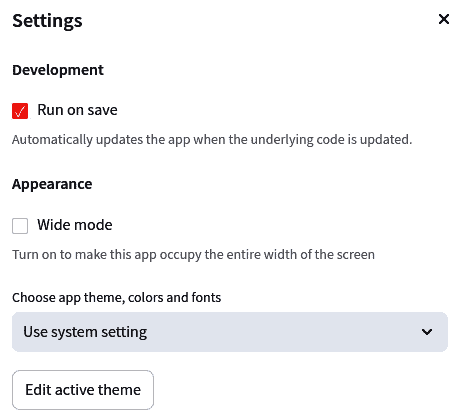 Settings
Development
Run on save
Automatically updates the app when the underlying code is updated.
Appearance
Wide mode
Turn on to make this app occupy the entire width of the screen
Choose app theme, colors and fonts
Use system setting
Edit active theme